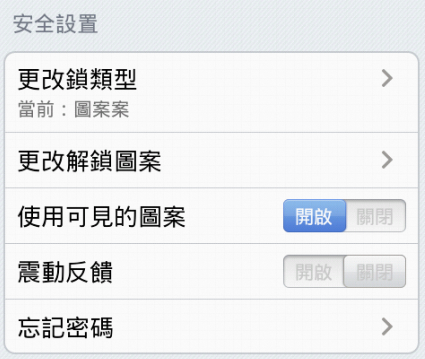 安全設置
更改鎖類型
當前：圖案案
更改解鎖圖案
使用可見的圖案 開啟 關閉
震動反饋 開啟 關閉
忘記密碼